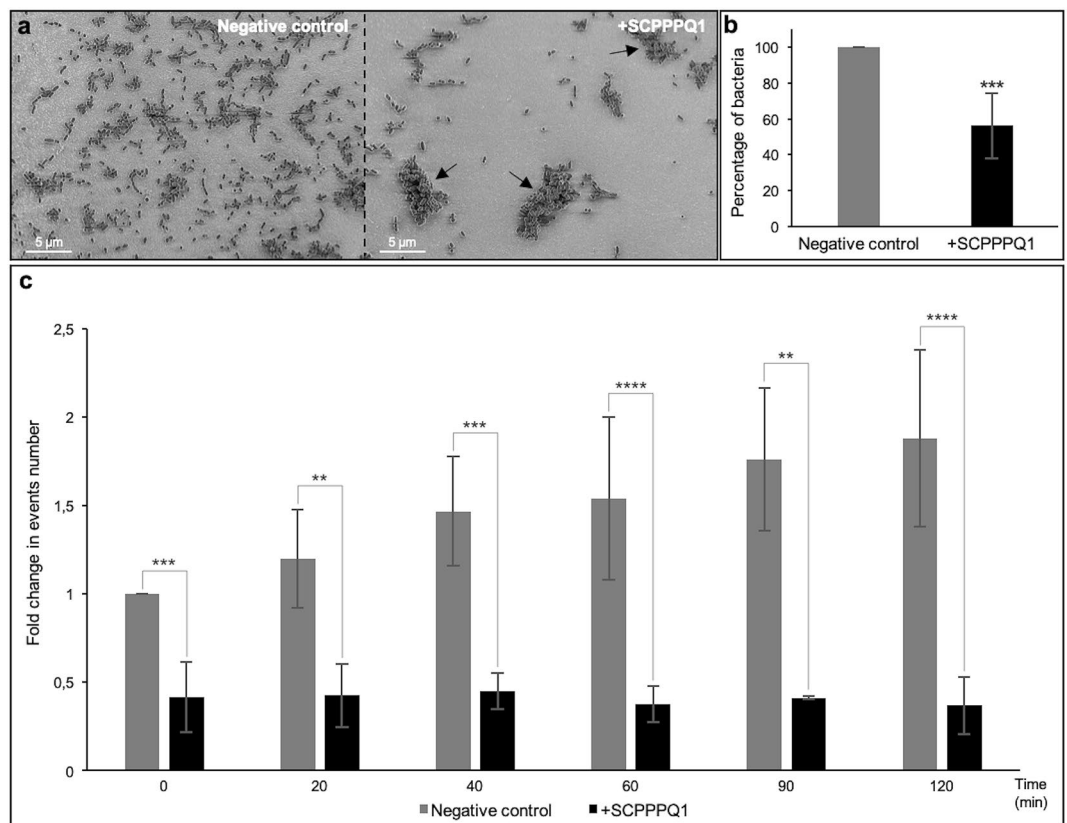 a
Negative control
+SCPPPQ1
5 µm
5 µm
b
Percentage of bacteria
100
80
60
40
20
0
***
Negative control
+SCPPPQ1
c
Fold change in events number
2,5
2
1,5
1
0,5
0
***
**
***
****
**
****
0
20
40
60
90
120
Time
(min)
Negative control
+SCPPPQ1